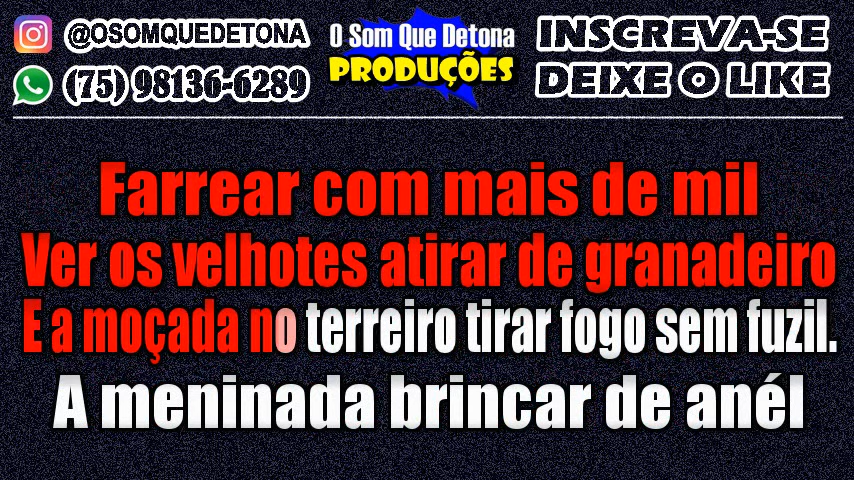 @OSOMQUEDETONA
(75) 98136-6289
O Som Que Detona
PRODUÇÕES
INSCREVA-SE
DEIXE O LIKE
Farrear com mais de mil
Ver os velhotes atirar de granadeiro
E a moçada no terreiro tirar fogo sem fuzil.
A meninada brincar de anél